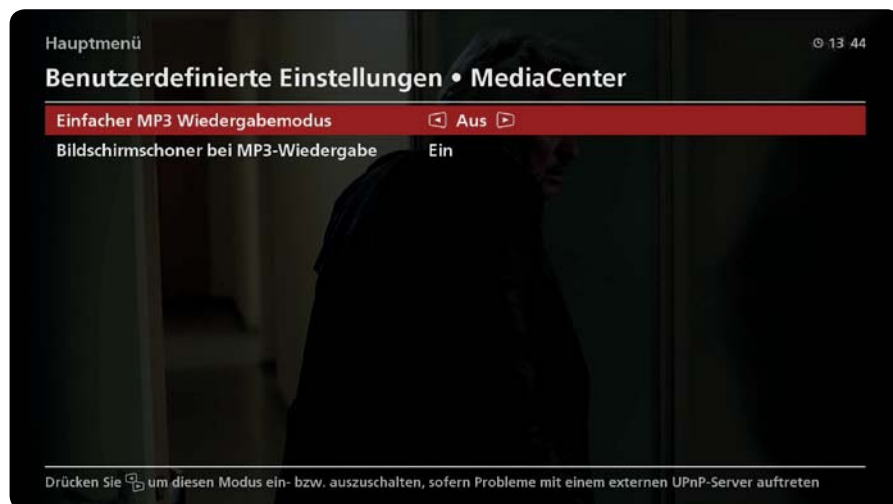 Hauptmenü
13 44
Benutzerdefinierte Einstellungen • MediaCenter
Einfacher MP3 Wiedergabemodus Aus
Bildschirmschoner bei MP3-Wiedergabe Ein
Drücken Sie um diesen Modus ein- bzw. auszuschalten, sofern Probleme mit einem externen UPnP-Server auftreten